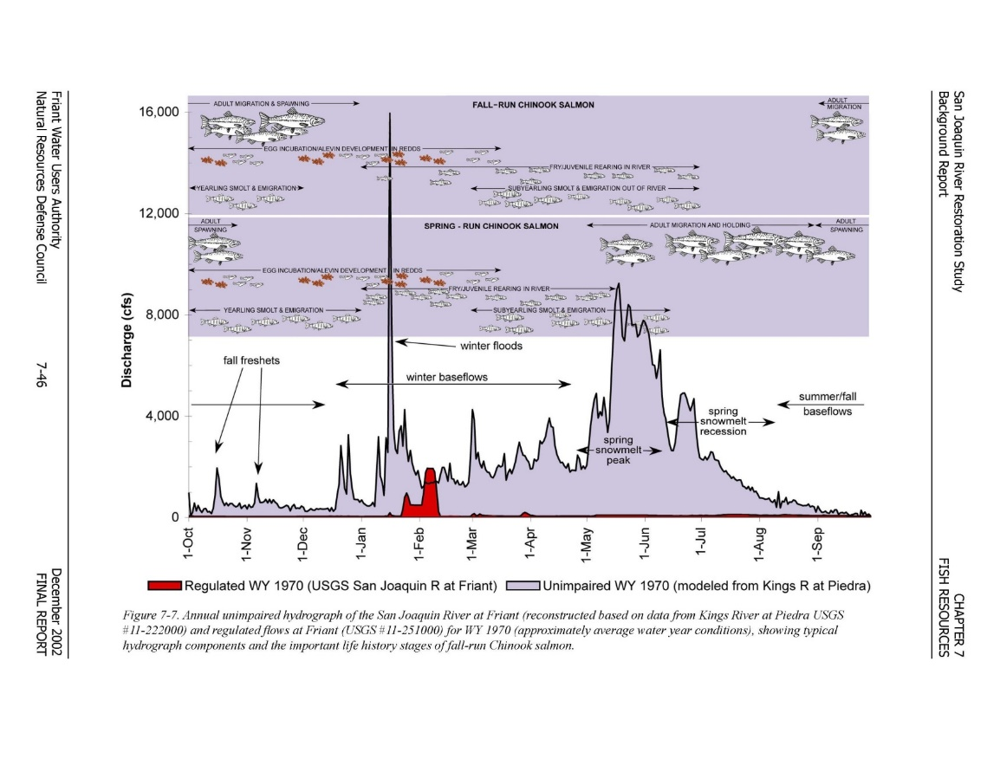 San Joaquin River Restoration Study
Background Report
ADULT MIGRATION & SPAWNING
FALL-RUN CHINOOK SALMON
ADULT
MIGRATION
EGG INCUBATION/ALEVIN DEVELOPMENT IN REDDS
FRY/JUVENILE REARING IN RIVER
YEARLING SMOLT & EMIGRATION
SUBYEARLING SMOLT & EMIGRATION OUT OF RIVER
ADULT
SPAWNING
SPRING - RUN CHINOOK SALMON
ADULT MIGRATION AND HOLDING
ADULT
SPAWNING
EGG INCUBATION/ALEVIN DEVELOPMENT IN REDDS
FRY/JUVENILE REARING IN RIVER
YEARLING SMOLT & EMIGRATION
SUBYEARLING SMOLT & EMIGRATION
Discharge (cfs)
16,000
12,000
8,000
4,000
0
winter floods
fall freshets
winter baseflows
spring
snowmelt
peak
spring
snowmelt
recession
summer/fall
baseflows
1-Oct
1-Nov
1-Dec
1-Jan
1-Feb
1-Mar
1-Apr
1-May
1-Jun
1-Jul
1-Aug
1-Sep
Regulated WY 1970 (USGS San Joaquin R at Friant)
Unimpaired WY 1970 (modeled from Kings R at Piedra)
Figure 7-7. Annual unimpaired hydrograph of the San Joaquin River at Friant (reconstructed based on data from Kings River at Piedra USGS
#11-222000) and regulated flows at Friant (USGS #11-251000) for WY 1970 (approximately average water year conditions), showing typical
hydrograph components and the important life history stages of fall-run Chinook salmon.
CHAPTER 7
FISH RESOURCES
Friant Water Users Authority
Natural Resources Defense Council
7-46
December 2002
FINAL REPORT